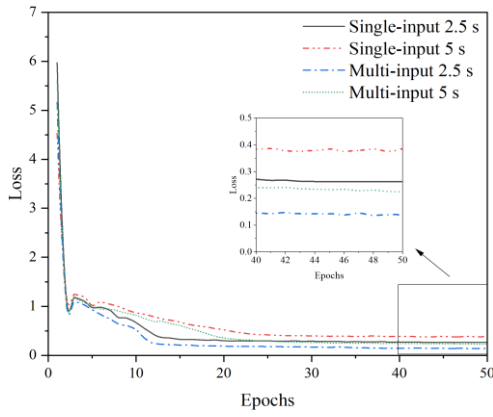 7
6
5
4
3
2
1
0
Loss
Single-input 2.5 s
Single-input 5 s
Multi-input 2.5 s
Multi-input 5 s
0.5
0.4
0.3
0.2
0.1
0.0
Loss
40 42 44 46 48 50
Epochs
0 10 20 30 40 50
Epochs